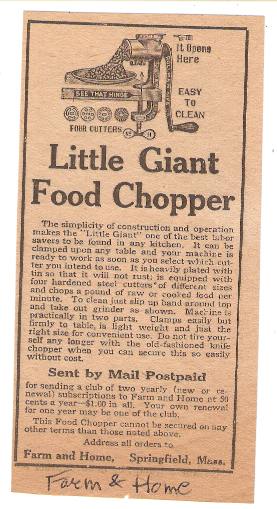 It Opens
Here
SEE THAT HINGE
EASY
TO
CLEAN
FOUR CUTTERS
Little Giant
Food Chopper
The simplicity of construction and operation
makes the "Little Giant" one of the best labor
savers to be found in any kitchen. It can be
clamped upon any table and your machine is
ready to work as soon as you select which cut-
ter you intend to use. It is heavily plated with
tin so that it will not rust; is equipped with
four hardened steel cutters of different sizes
and chops a pound of raw or cooked food per
minute. To clean just slip up band around top
and take out grinder as shown. Machine is
practically in two parts. Clamps easily but
firmly to table, is light weight and just the
right size for convenient use. Do not tire your-
self any longer with the old-fashioned knife
chopper when you can secure this so easily
without cost.
Sent by Mail Postpaid
for sending a club of two yearly (new or re-
newal) subscriptions to Farm and Home at 50
cents a year—$1.00 in all. Your own renewal
for one year may be one of the club.
This Food Chopper cannot be secured on any
other terms than those noted above.
Address all orders to
Farm and Home, Springfield, Mass.
Farm & Home